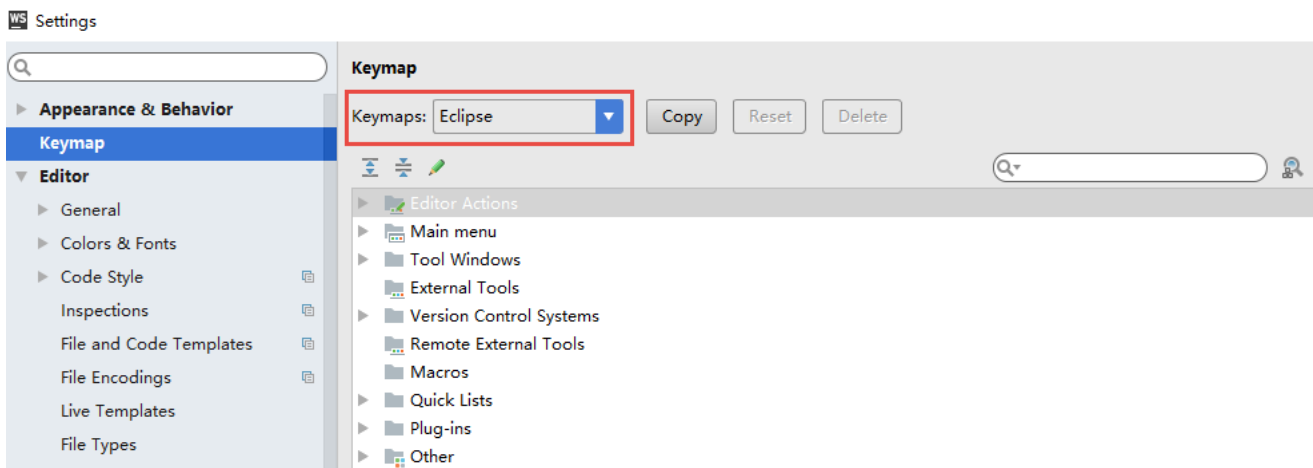 WS Settings
Keymap
Keymaps: Eclipse Copy Reset Delete
Appearance & Behavior
Keymap
Editor
General
Colors & Fonts
Code Style
Inspections
File and Code Templates
File Encodings
Live Templates
File Types
Editor Actions
Main menu
Tool Windows
External Tools
Version Control Systems
Remote External Tools
Macros
Quick Lists
Plug-ins
Other